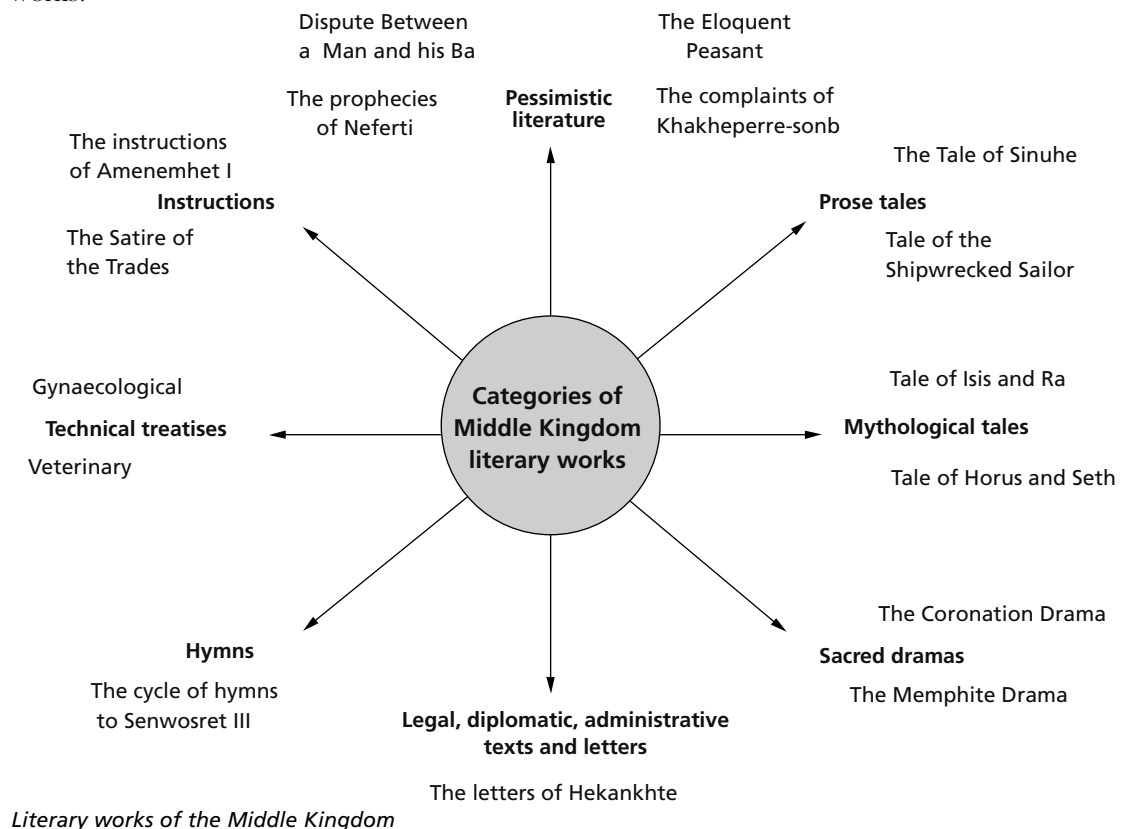 works.
Dispute Between
a Man and his Ba
The Eloquent
Peasant
The prophecies
of Neferti
Pessimistic
literature
The complaints of
Khakheperre-sonb
The instructions
of Amenemhet I
Instructions
The Satire of
the Trades
The Tale of Sinuhe
Prose tales
Tale of the
Shipwrecked Sailor
Gynaecological
Technical treatises
Veterinary
Categories of
Middle Kingdom
literary works
Tale of Isis and Ra
Mythological tales
Tale of Horus and Seth
Hymns
The cycle of hymns
to Senwosret III
The Coronation Drama
Sacred dramas
The Memphite Drama
Legal, diplomatic, administrative
texts and letters
The letters of Hekankhte
Literary works of the Middle Kingdom